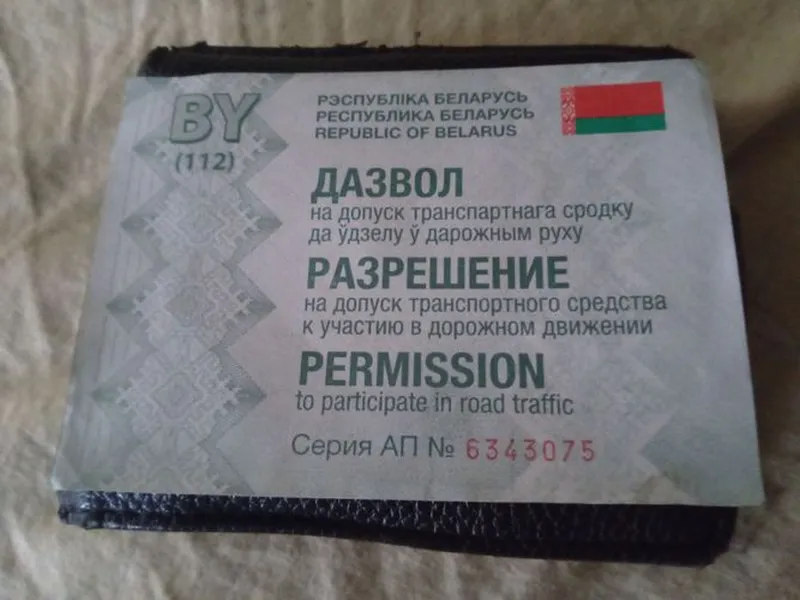 BY
(112)
РЭСПУБЛІКА БЕЛАРУСЬ
РЕСПУБЛИКА БЕЛАРУСЬ
REPUBLIC OF BELARUS
ДАЗВОЛ
на допуск транспартнага сродку
да ўдзелу ў дарожным руху
РАЗРЕШЕНИЕ
на допуск транспортного средства
к участию в дорожном движении
PERMISSION
to participate in road traffic
Серия АП № 6343075